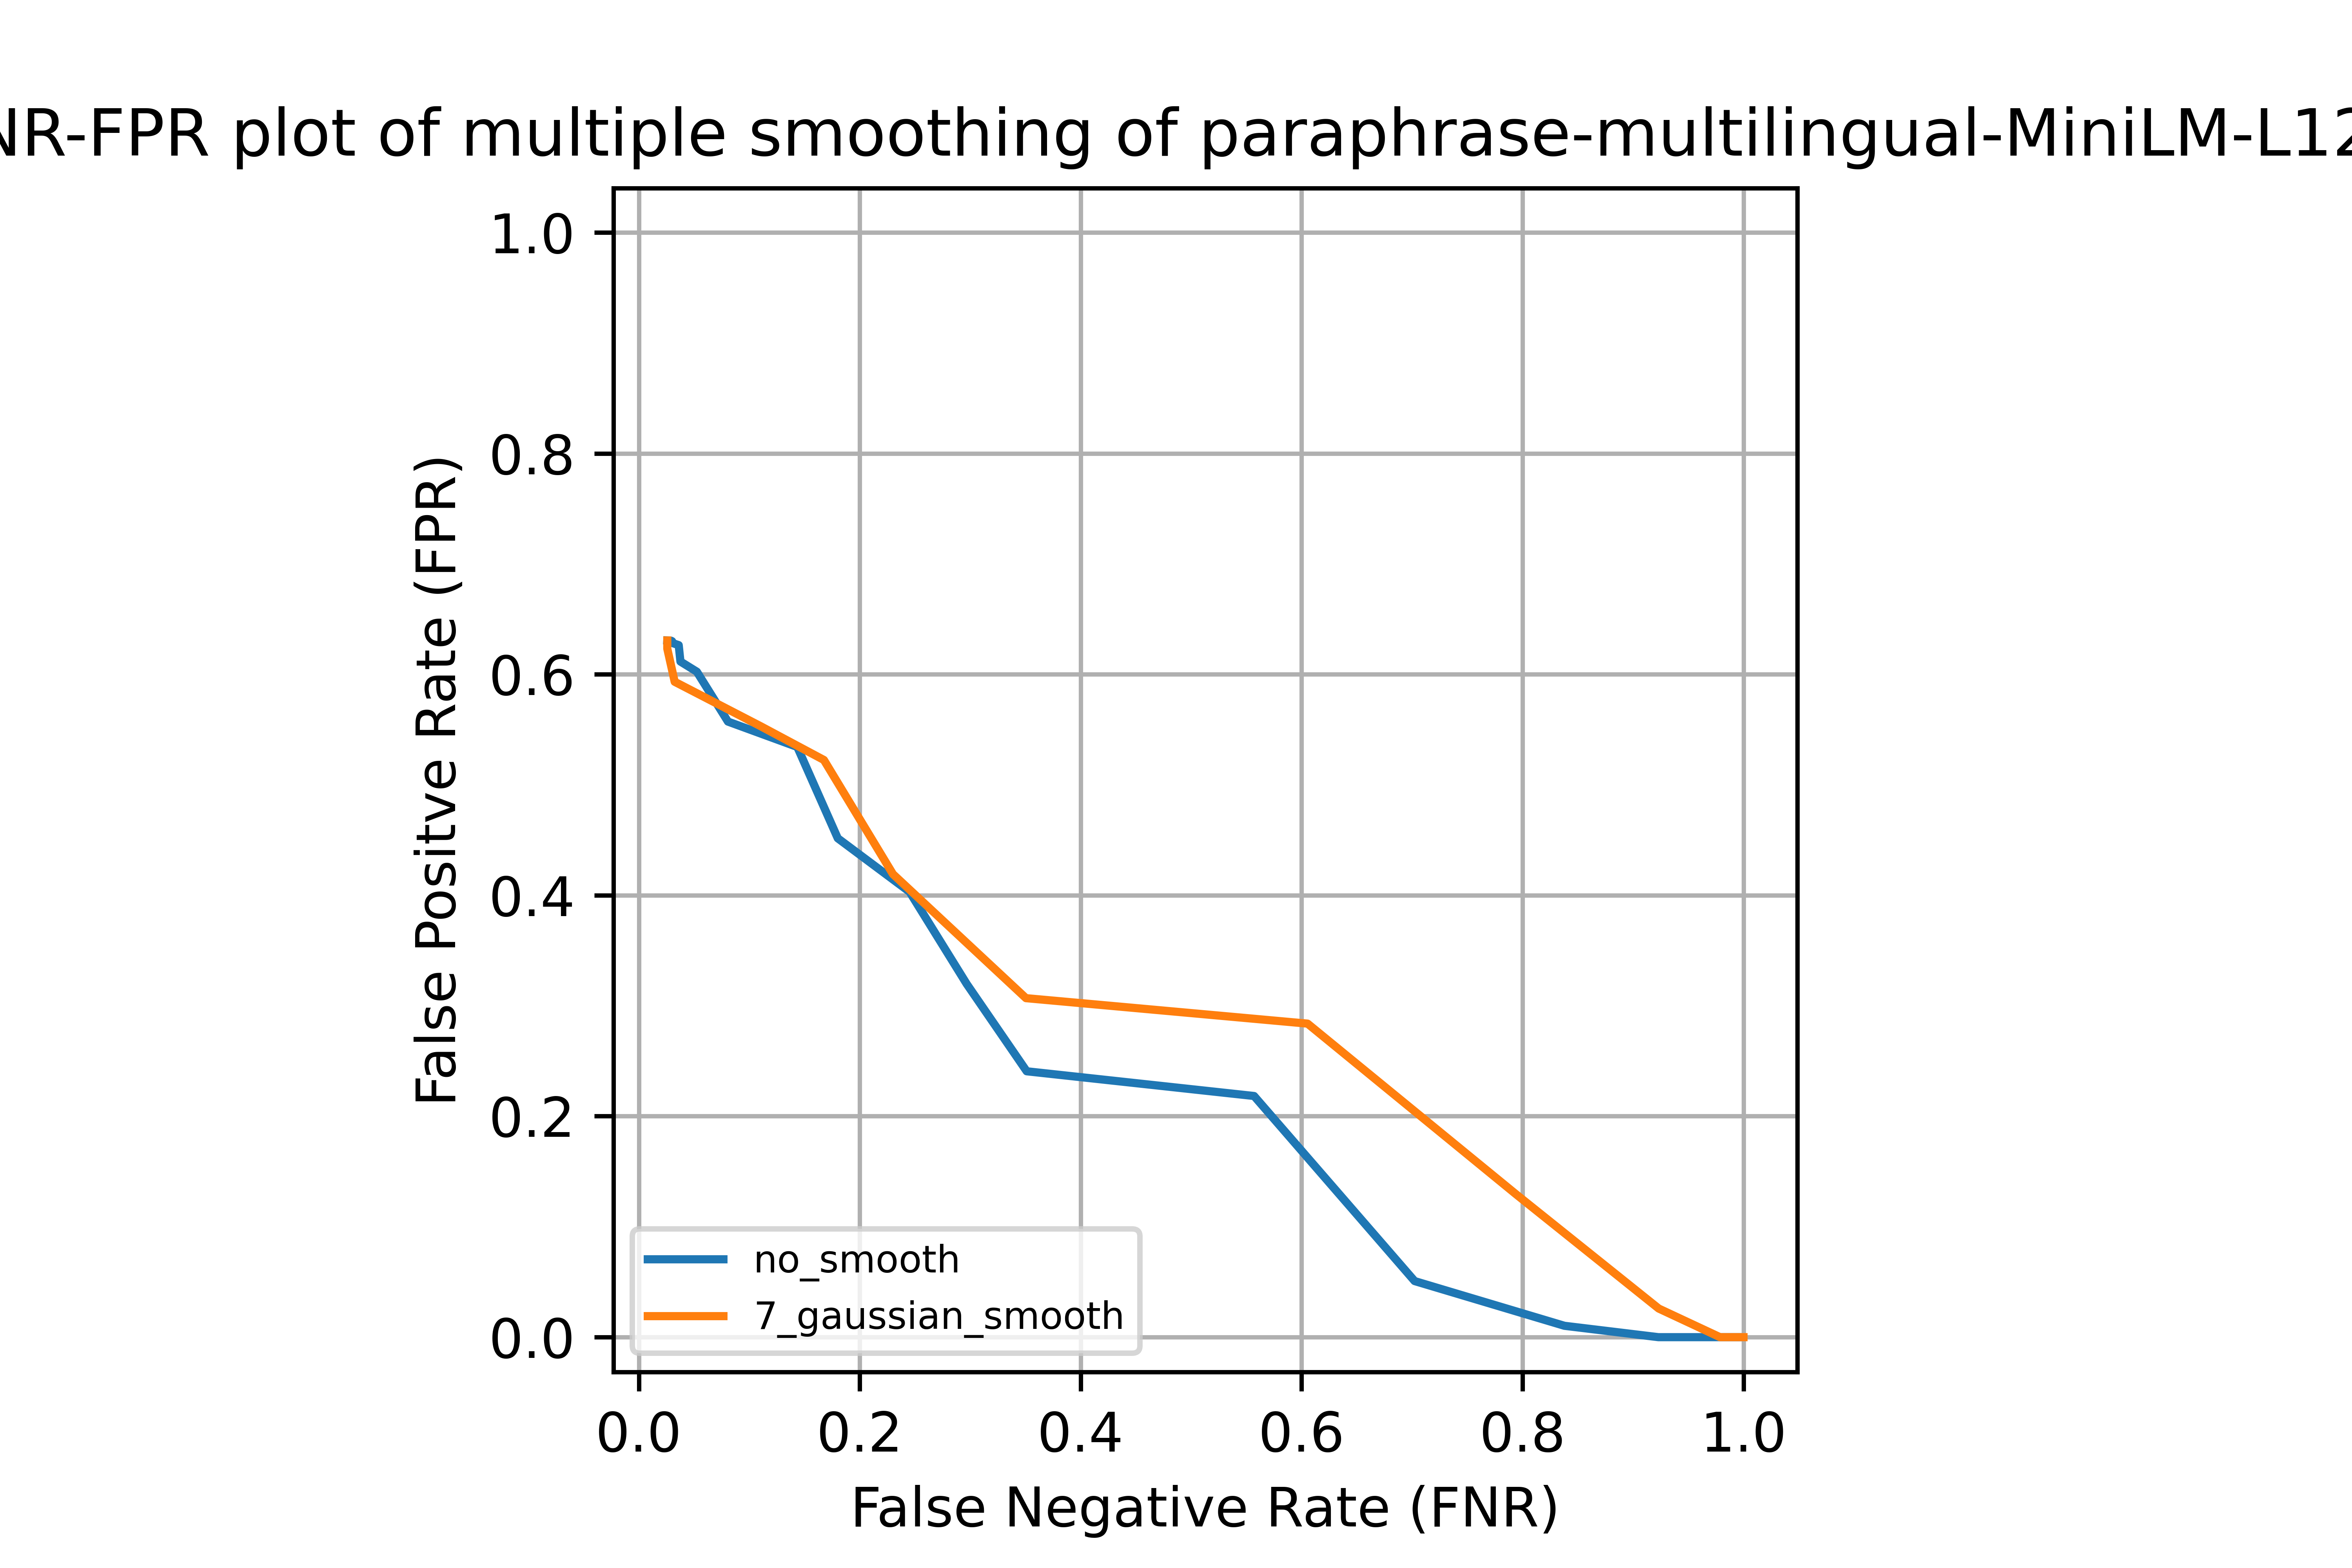 NR-FPR plot of multiple smoothing of paraphrase-multilingual-MiniLM-L12
False Positve Rate (FPR)
1.0
0.8
0.6
0.4
0.2
0.0
no_smooth
7_gaussian_smooth
0.0 0.2 0.4 0.6 0.8 1.0
False Negative Rate (FNR)